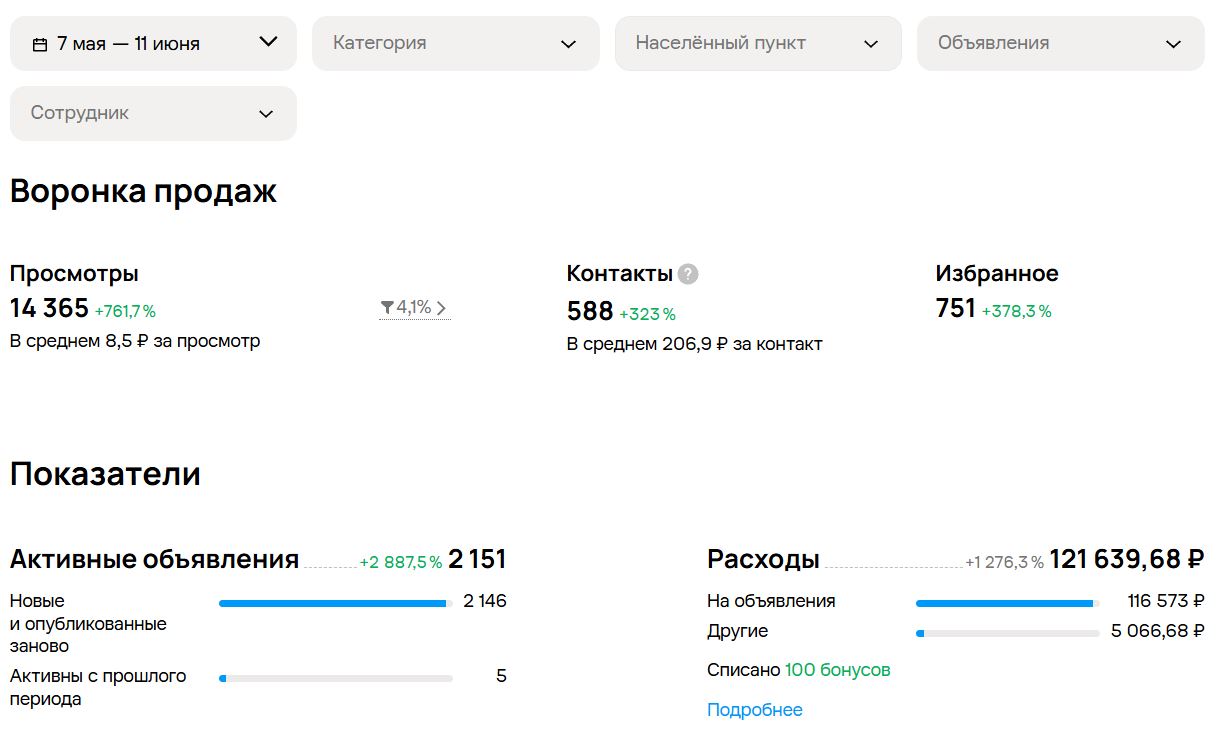 7 мая — 11 июня
Категория
Населённый пункт
Объявления
Сотрудник
Воронка продаж
Просмотры
14 365 +761,7 %
4,1%
В среднем 8,5 ₽ за просмотр
Контакты ?
588 +323 %
В среднем 206,9 ₽ за контакт
Избранное
751 +378,3 %
Показатели
Активные объявления +2 887,5 % 2 151
Новые 2 146
и опубликованные
заново
Активны с прошлого 5
периода
Расходы +1 276,3 % 121 639,68 ₽
На объявления 116 573 ₽
Другие 5 066,68 ₽
Списано 100 бонусов
Подробнее